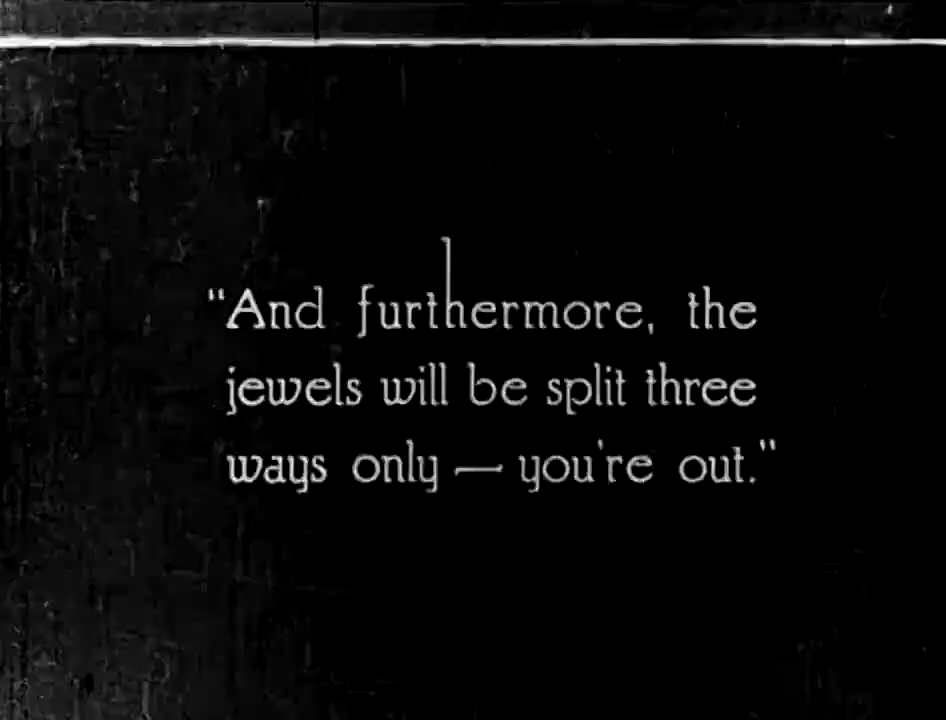 "And furthermore, the
jewels will be split three
ways only — you're out."